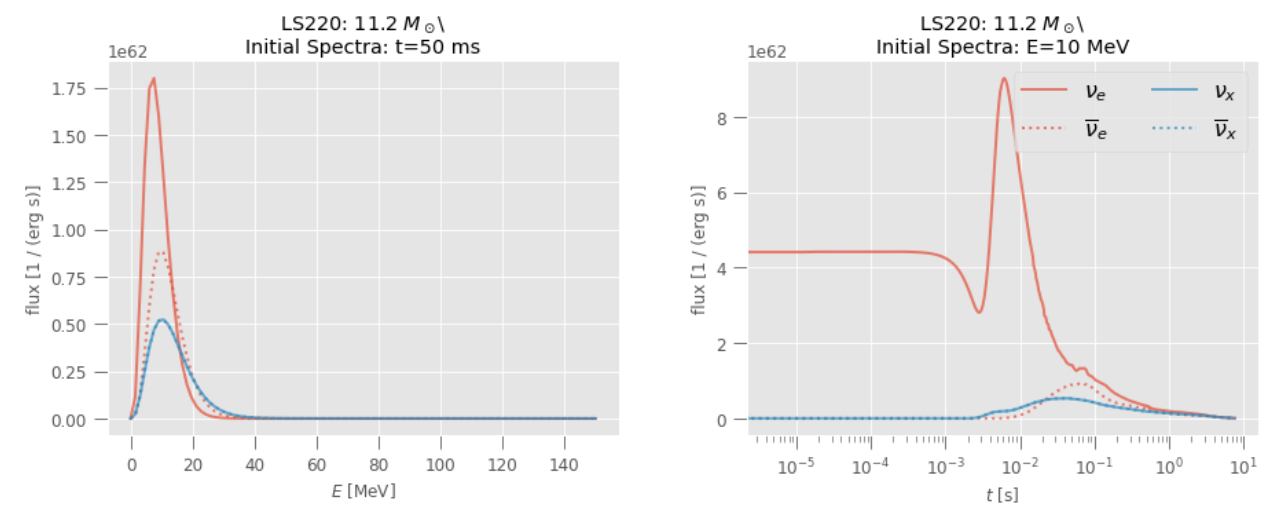 LS220: 11.2 M⊙\
Initial Spectra: t=50 ms
1e62
1.75
1.50
1.25
1.00
0.75
0.50
0.25
0.00
flux [1 / (erg s)]
0 20 40 60 80 100 120 140
E [MeV]
LS220: 11.2 M⊙\
Initial Spectra: E=10 MeV
1e62
8
6
4
2
0
flux [1 / (erg s)]
νₑ νₓ
ν̅ₑ ν̅ₓ
10⁻⁵ 10⁻⁴ 10⁻³ 10⁻² 10⁻¹ 10⁰ 10¹
t [s]